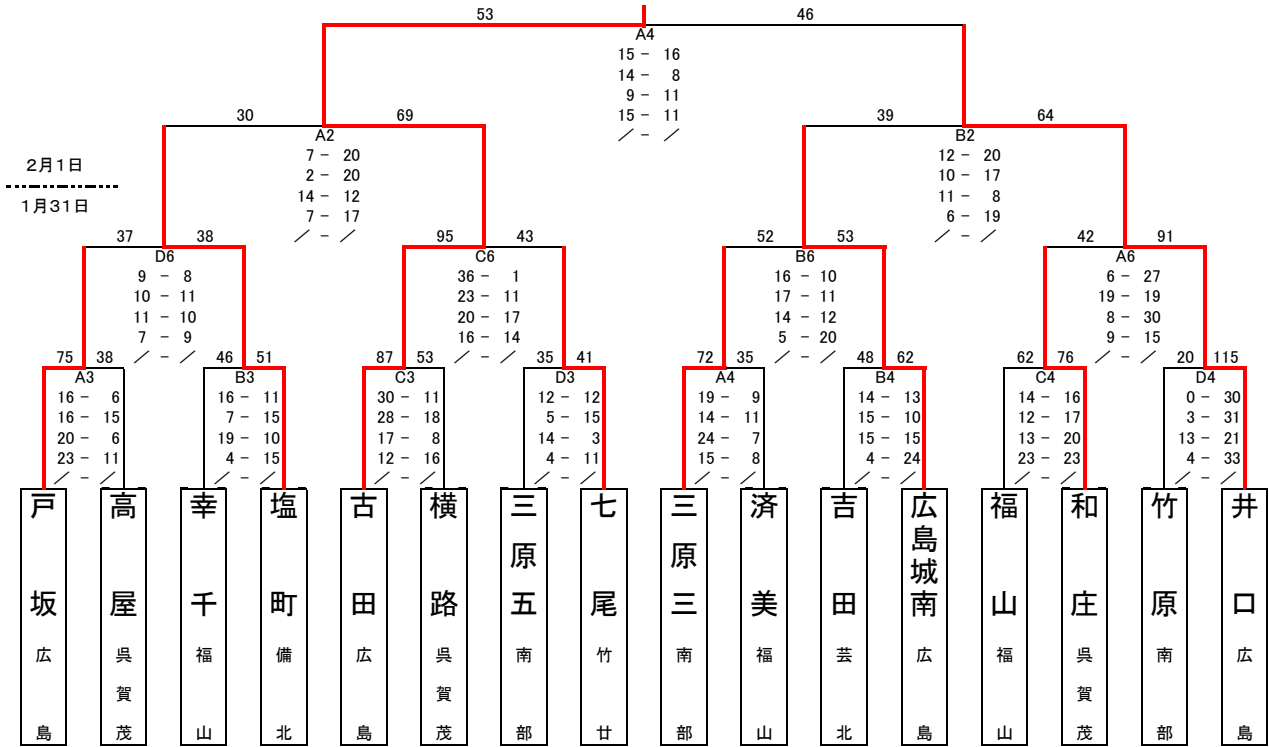 53 46
A4
15 - 16
14 - 8
9 - 11
15 - 11
／ - ／
30 69
A2
7 - 20
2 - 20
14 - 12
7 - 17
／ - ／
39 64
B2
12 - 20
10 - 17
11 - 8
6 - 19
／ - ／
2月1日
1月31日
37 38
D6
9 - 8
10 - 11
11 - 10
7 - 9
／ - ／
95 43
C6
36 - 1
23 - 11
20 - 17
16 - 14
／ - ／
52 53
B6
16 - 10
17 - 11
14 - 12
5 - 20
／ - ／
42 91
A6
6 - 27
19 - 19
8 - 30
9 - 15
／ - ／
75 38
A3
16 - 6
16 - 15
20 - 6
23 - 11
／ - ／
46 51
B3
16 - 11
7 - 15
19 - 10
4 - 15
／ - ／
87 53
C3
30 - 11
28 - 18
17 - 8
12 - 16
／ - ／
35 41
D3
12 - 12
5 - 15
14 - 3
4 - 11
／ - ／
72 35
A4
19 - 9
14 - 11
24 - 7
15 - 8
／ - ／
48 62
B4
14 - 13
15 - 10
15 - 15
4 - 24
／ - ／
62 76
C4
14 - 16
12 - 17
13 - 20
23 - 23
／ - ／
20 115
D4
0 - 30
3 - 31
13 - 21
4 - 33
／ - ／
戸坂
広島
高屋
呉賀茂
幸千
福山
塩町
備北
古田
広島
横路
呉賀茂
三原五
南部
七尾
竹廿
三原三
南部
済美
福山
吉田
芸北
広島城南
広島
福山
福山
和庄
呉賀茂
竹原
南部
井口
広島